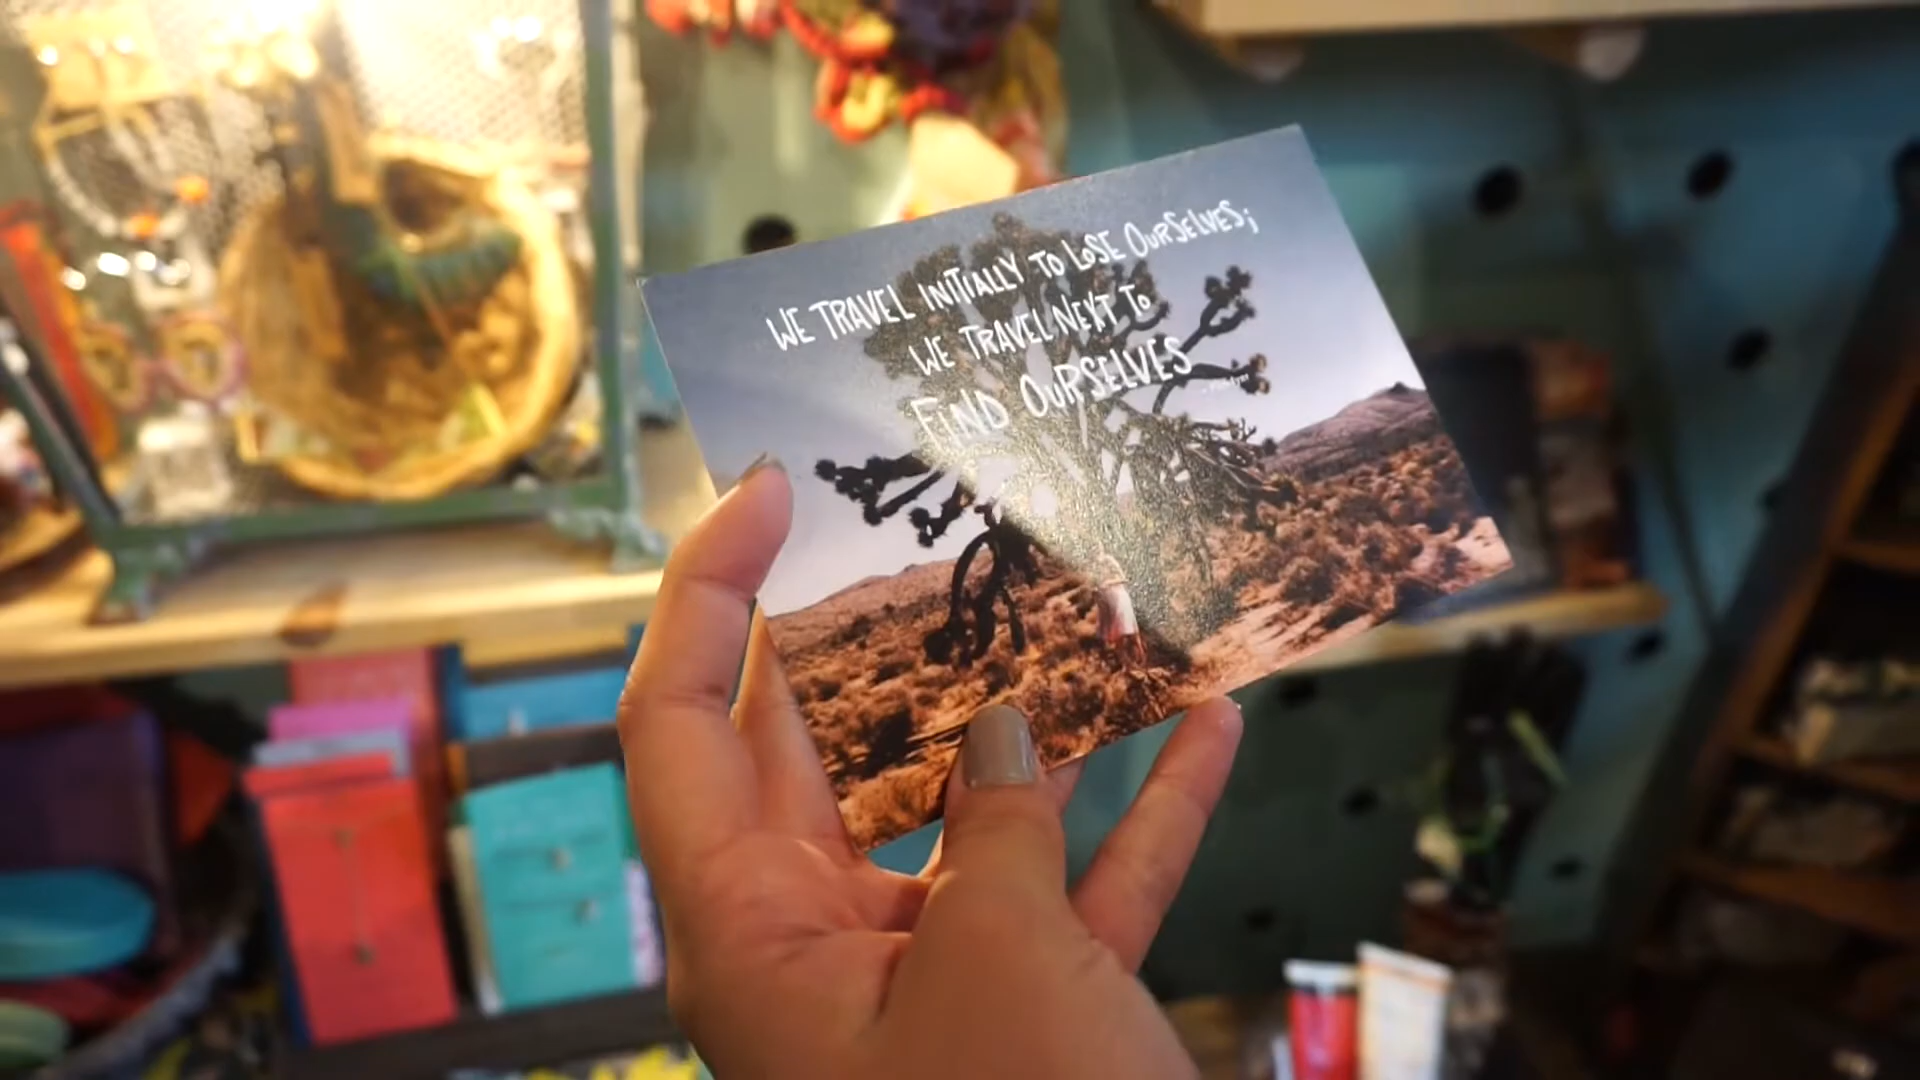 WE TRAVEL INITIALLY TO LOSE OURSELVES;
WE TRAVEL NEXT TO
FIND OURSELVES